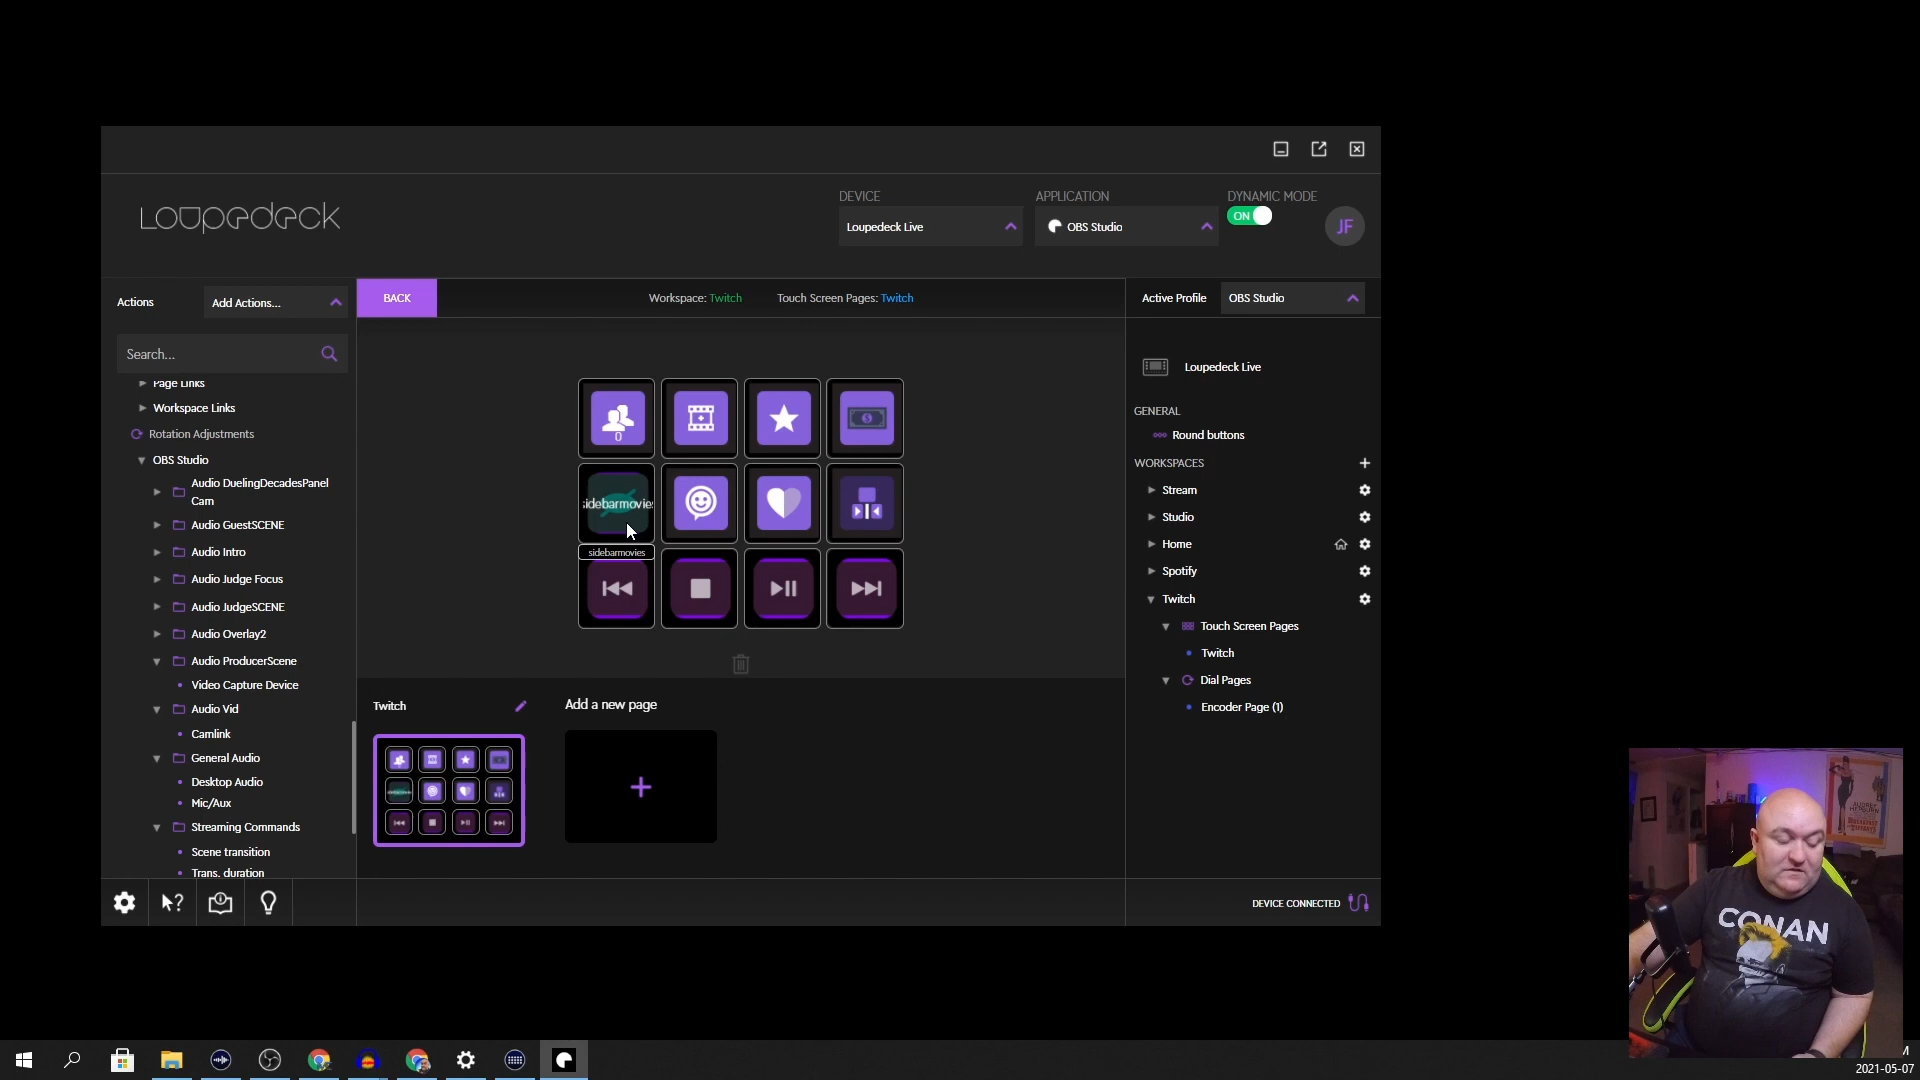 Loupedeck
DEVICE
Loupedeck Live
APPLICATION
OBS Studio
DYNAMIC MODE
ON
JF
Actions
Add Actions...
BACK
Workspace: Twitch
Touch Screen Pages: Twitch
Active Profile
OBS Studio
Search...
Page Links
Workspace Links
Rotation Adjustments
OBS Studio
Audio DuelingDecadesPanel
Cam
Audio GuestSCENE
Audio Intro
Audio Judge Focus
Audio JudgeSCENE
Audio Overlay2
Audio ProducerScene
Video Capture Device
Audio Vid
Camlink
General Audio
Desktop Audio
Mic/Aux
Streaming Commands
Scene transition
Trans. duration
0
sidebarmovies
sidebarmovies
Twitch
Add a new page
Loupedeck Live
GENERAL
Round buttons
WORKSPACES
Stream
Studio
Home
Spotify
Twitch
Touch Screen Pages
Twitch
Dial Pages
Encoder Page (1)
DEVICE CONNECTED
AUDREY
HEPBURN
CONAN
2021-05-07